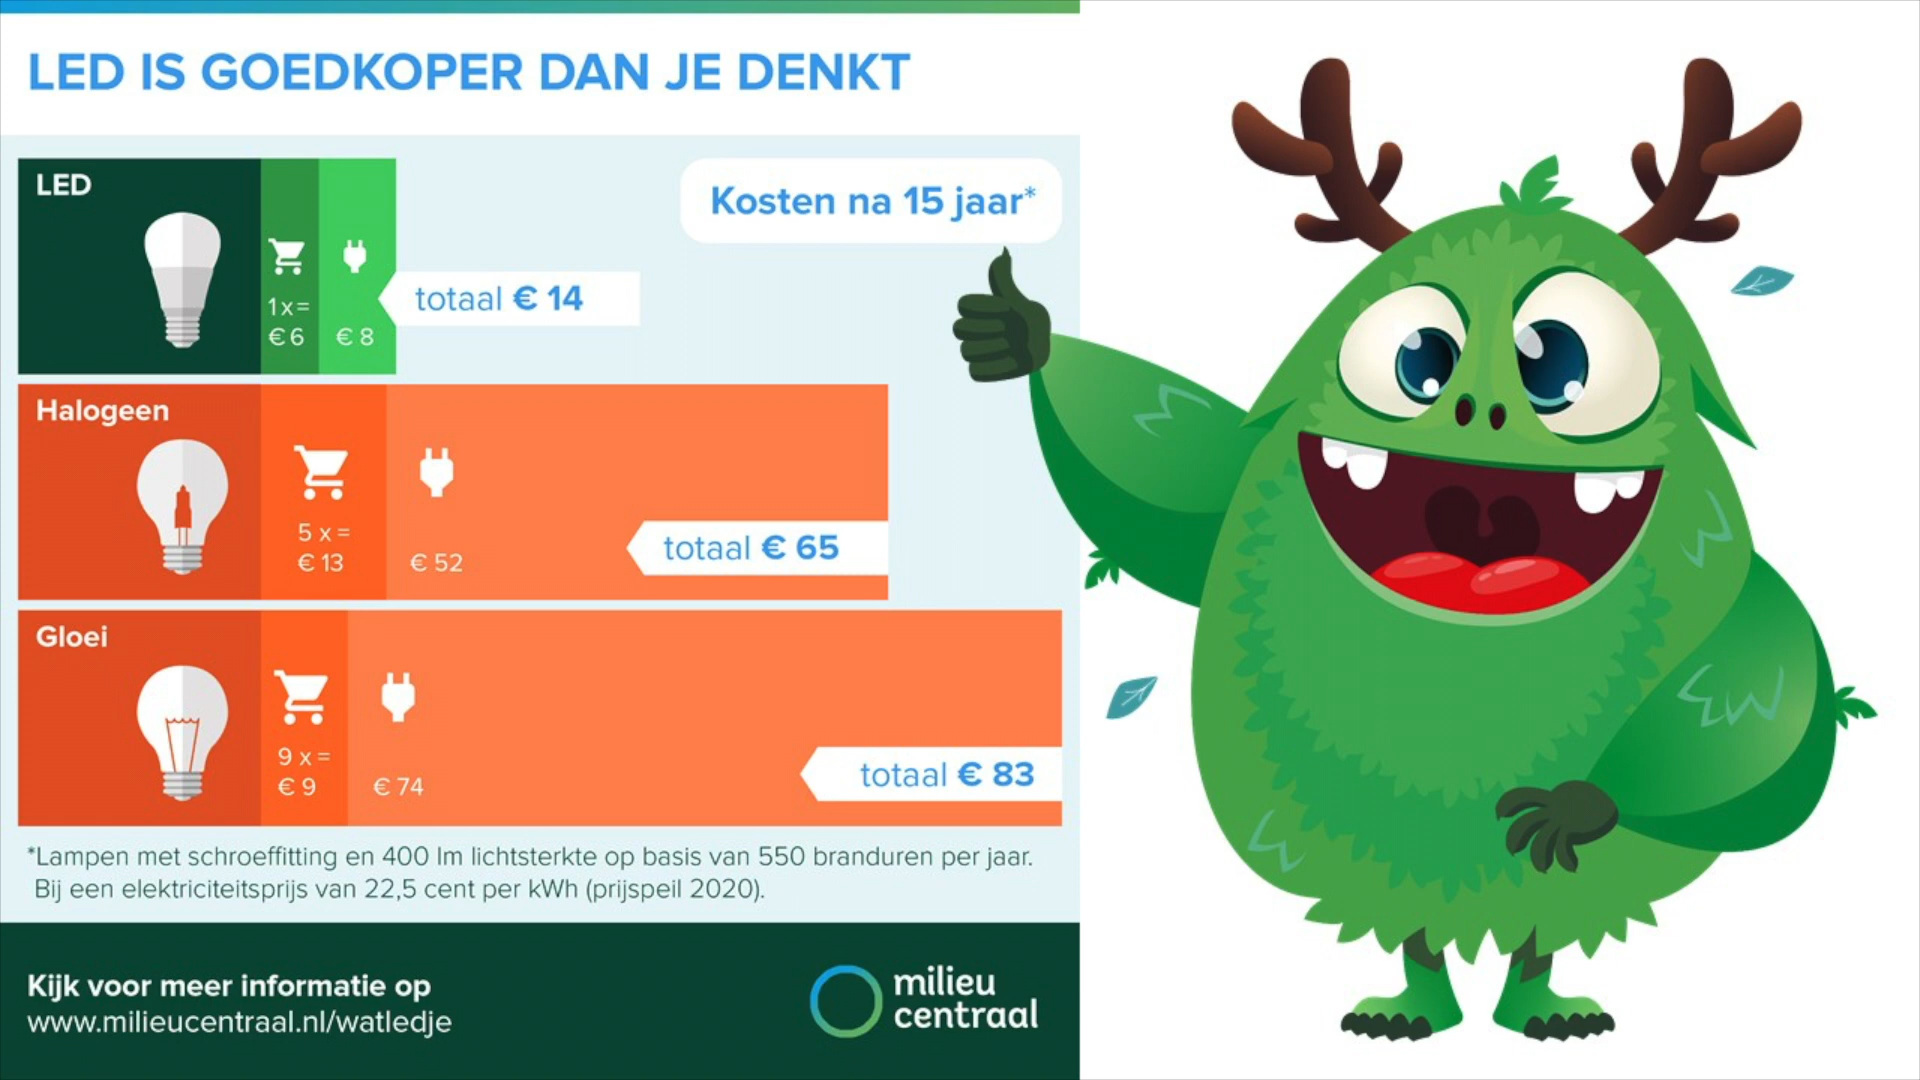 LED IS GOEDKOPER DAN JE DENKT
Kosten na 15 jaar*
LED
1x=
€ 6
€ 8
totaal € 14
Halogeen
5 x =
€ 13
€ 52
totaal € 65
Gloei
9 x =
€ 9
€ 74
totaal € 83
*Lampen met schroeffitting en 400 lm lichtsterkte op basis van 550 branduren per jaar.
Bij een elektriciteitsprijs van 22,5 cent per kWh (prijspeil 2020).
Kijk voor meer informatie op
www.milieucentraal.nl/watledje
milieu
centraal